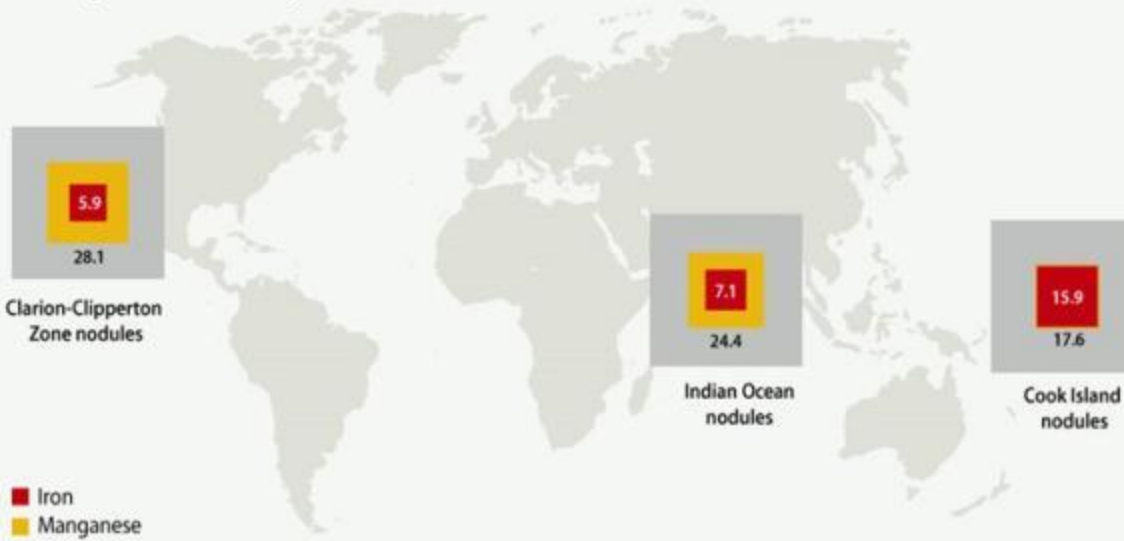 5.9
28.1
Clarion-Clipperton
Zone nodules
7.1
24.4
Indian Ocean
nodules
15.9
17.6
Cook Island
nodules
Iron
Manganese